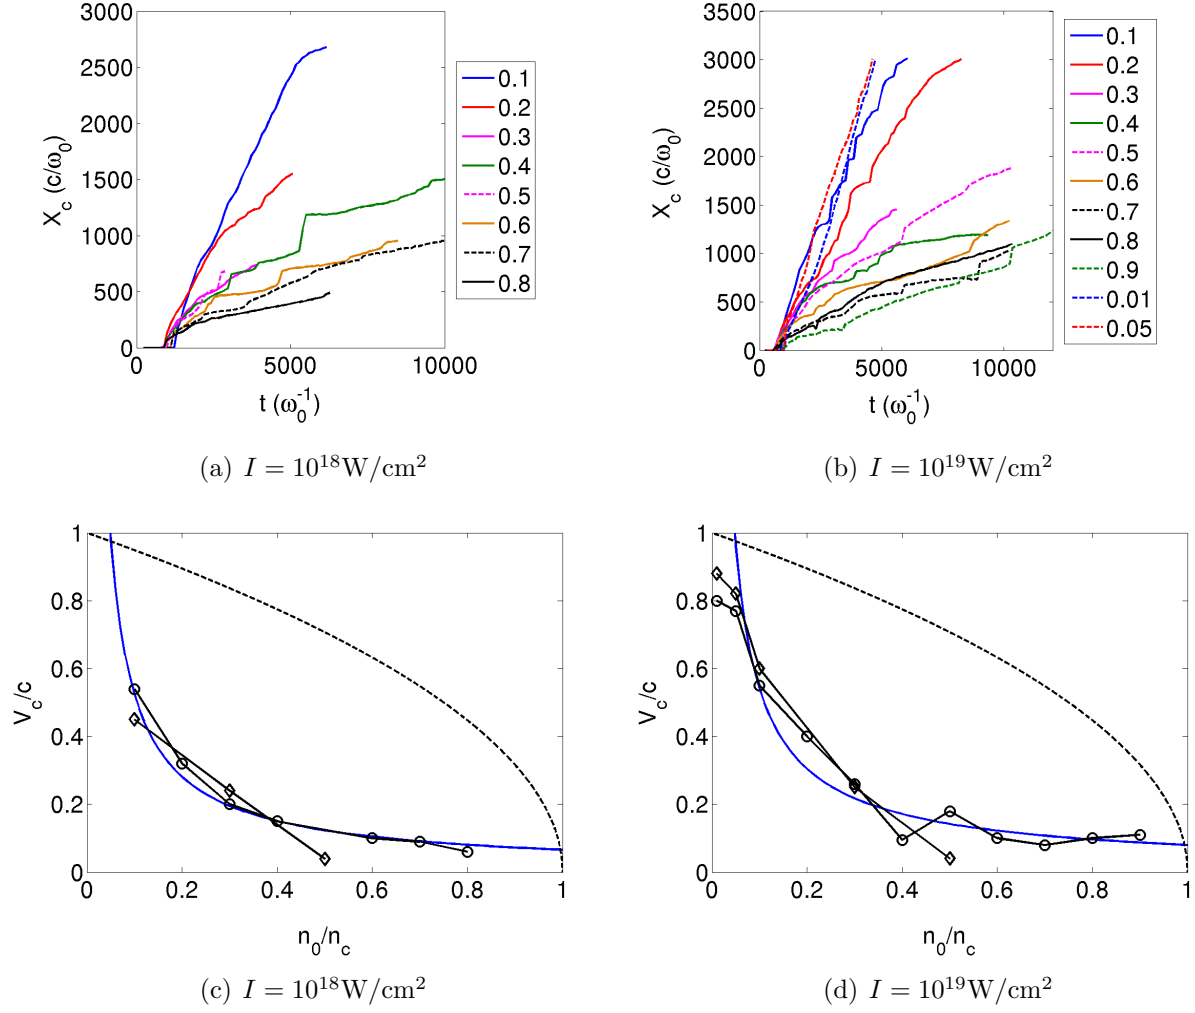 3500
3000
2500
2000
1500
1000
500
0
X_c (c/ω_0)
0 5000 10000
t (ω_0^{-1})
0.1
0.2
0.3
0.4
0.5
0.6
0.7
0.8
(a) I = 10^{18}W/cm^2
3500
3000
2500
2000
1500
1000
500
0
X_c (c/ω_0)
0 5000 10000
t (ω_0^{-1})
0.1
0.2
0.3
0.4
0.5
0.6
0.7
0.8
0.9
0.01
0.05
(b) I = 10^{19}W/cm^2
1
0.8
0.6
0.4
0.2
0
V_c/c
0 0.2 0.4 0.6 0.8 1
n_0/n_c
(c) I = 10^{18}W/cm^2
1
0.8
0.6
0.4
0.2
0
V_c/c
0 0.2 0.4 0.6 0.8 1
n_0/n_c
(d) I = 10^{19}W/cm^2